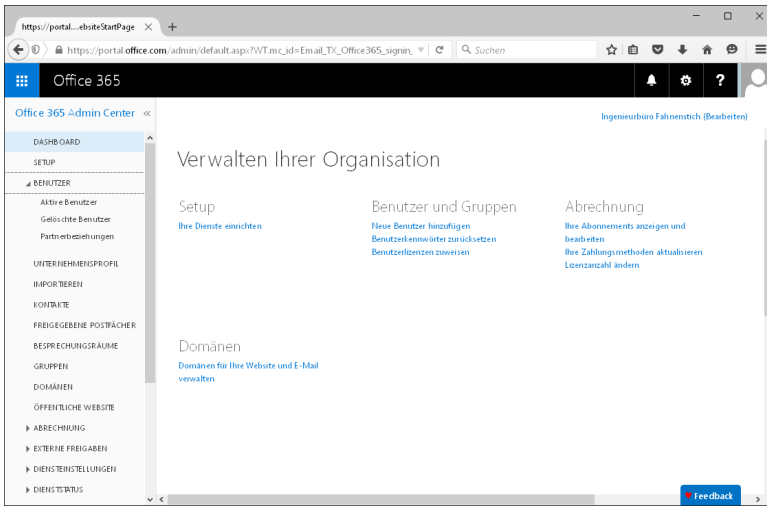 https://portal....ebsiteStartPage
https://portal.office.com/admin/default.aspx?WT.mc_id=Email_TX_Office365_signin_
Suchen
Office 365
Office 365 Admin Center «
Ingenieurbüro Fahnenstich (Bearbeiten)
DASHBOARD
SETUP
BENUTZER
Aktive Benutzer
Gelöschte Benutzer
Partnerbeziehungen
UNTERNEHMENSPROFIL
IMPORTIEREN
KONTAKTE
FREIGEGEBENE POSTFÄCHER
BESPRECHUNGSRÄUME
GRUPPEN
DOMÄNEN
ÖFFENTLICHE WEBSITE
ABRECHNUNG
EXTERNE FREIGABEN
DIENSTEINSTELLUNGEN
DIENSTSTATUS
Verwalten Ihrer Organisation
Setup
Ihre Dienste einrichten
Benutzer und Gruppen
Neue Benutzer hinzufügen
Benutzerkennwörter zurücksetzen
Benutzerlizenzen zuweisen
Abrechnung
Ihre Abonnements anzeigen und
bearbeiten
Ihre Zahlungsmethoden aktualisieren
Lizenzanzahl ändern
Domänen
Domänen für Ihre Website und E-Mail
verwalten
Feedback